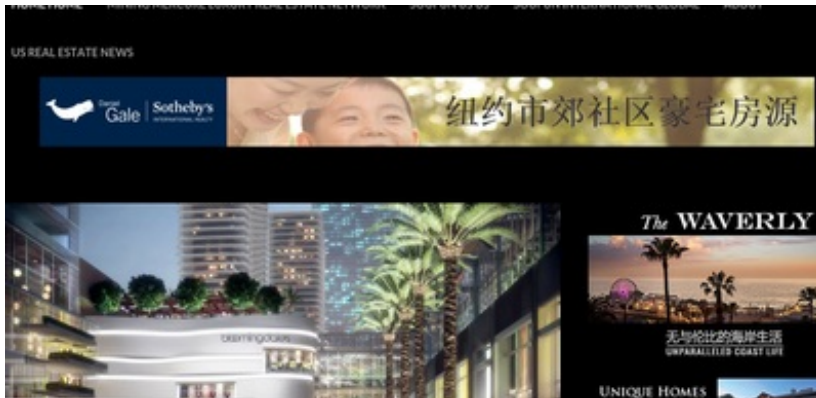 US REAL ESTATE NEWS
Daniel
Gale
Sotheby's
INTERNATIONAL REALTY
纽约市郊社区豪宅房源
bloomingdale's
The WAVERLY
无与伦比的海岸生活
UNPARALLELED COAST LIFE
UNIQUE HOMES